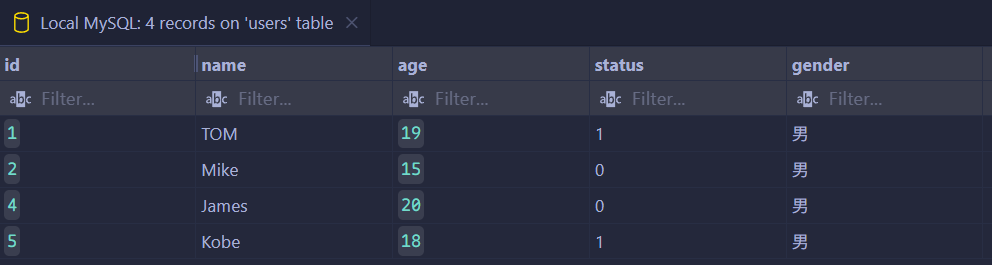 Local MySQL: 4 records on 'users' table
id name age status gender
abc Filter... abc Filter... abc Filter... abc Filter... abc Filter...
1 TOM 19 1 男
2 Mike 15 0 男
4 James 20 0 男
5 Kobe 18 1 男